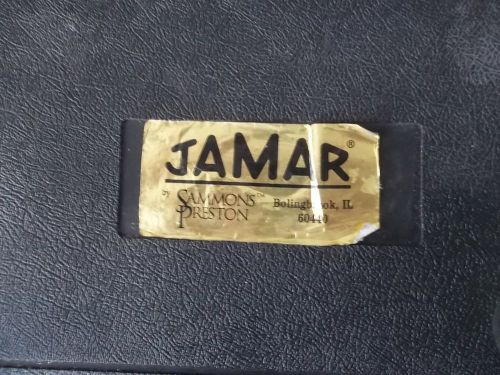 JAMAR®
by SAMMONS™ Bolingbrook, IL
PRESTON 60440